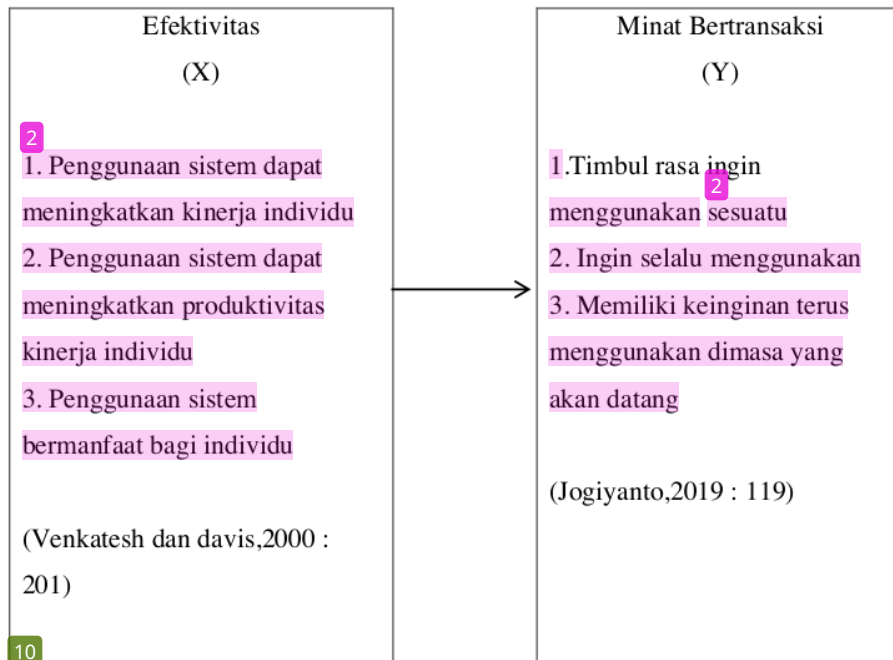 Efektivitas
(X)
2
1. Penggunaan sistem dapat
meningkatkan kinerja individu
2. Penggunaan sistem dapat
meningkatkan produktivitas
kinerja individu
3. Penggunaan sistem
bermanfaat bagi individu
(Venkatesh dan davis,2000 :
201)
10
Minat Bertransaksi
(Y)
1.Timbul rasa ingin
2
menggunakan sesuatu
2. Ingin selalu menggunakan
3. Memiliki keinginan terus
menggunakan dimasa yang
akan datang
(Jogiyanto,2019 : 119)